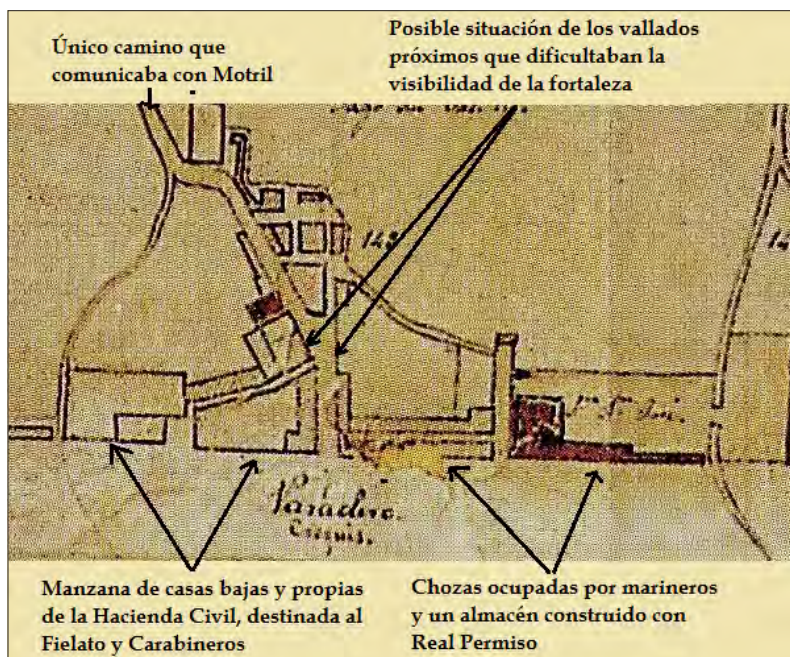 Único camino que
comunicaba con Motril
Posible situación de los vallados
próximos que dificultaban la
visibilidad de la fortaleza
Varadero
Manzana de casas bajas y propias
de la Hacienda Civil, destinada al
Fielato y Carabineros
Chozas ocupadas por marineros
y un almacén construido con
Real Permiso